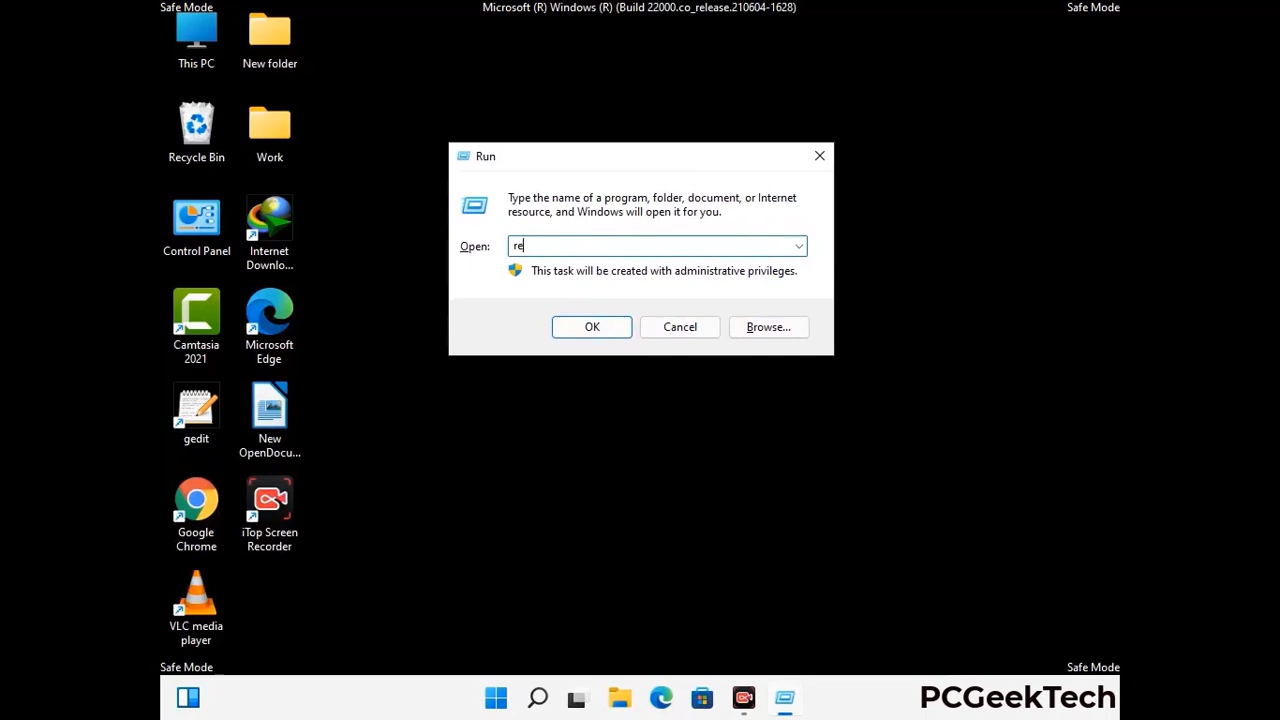 Safe Mode
Microsoft (R) Windows (R) (Build 22000.co_release.210604-1628)
Safe Mode
This PC
New folder
Recycle Bin
Work
Control Panel
Internet
Downlo...
Camtasia
2021
Microsoft
Edge
gedit
New
OpenDocu...
Google
Chrome
iTop Screen
Recorder
VLC media
player
Run
Type the name of a program, folder, document, or Internet
resource, and Windows will open it for you.
Open:
re
This task will be created with administrative privileges.
OK
Cancel
Browse...
Safe Mode
Safe Mode
PCGeekTech